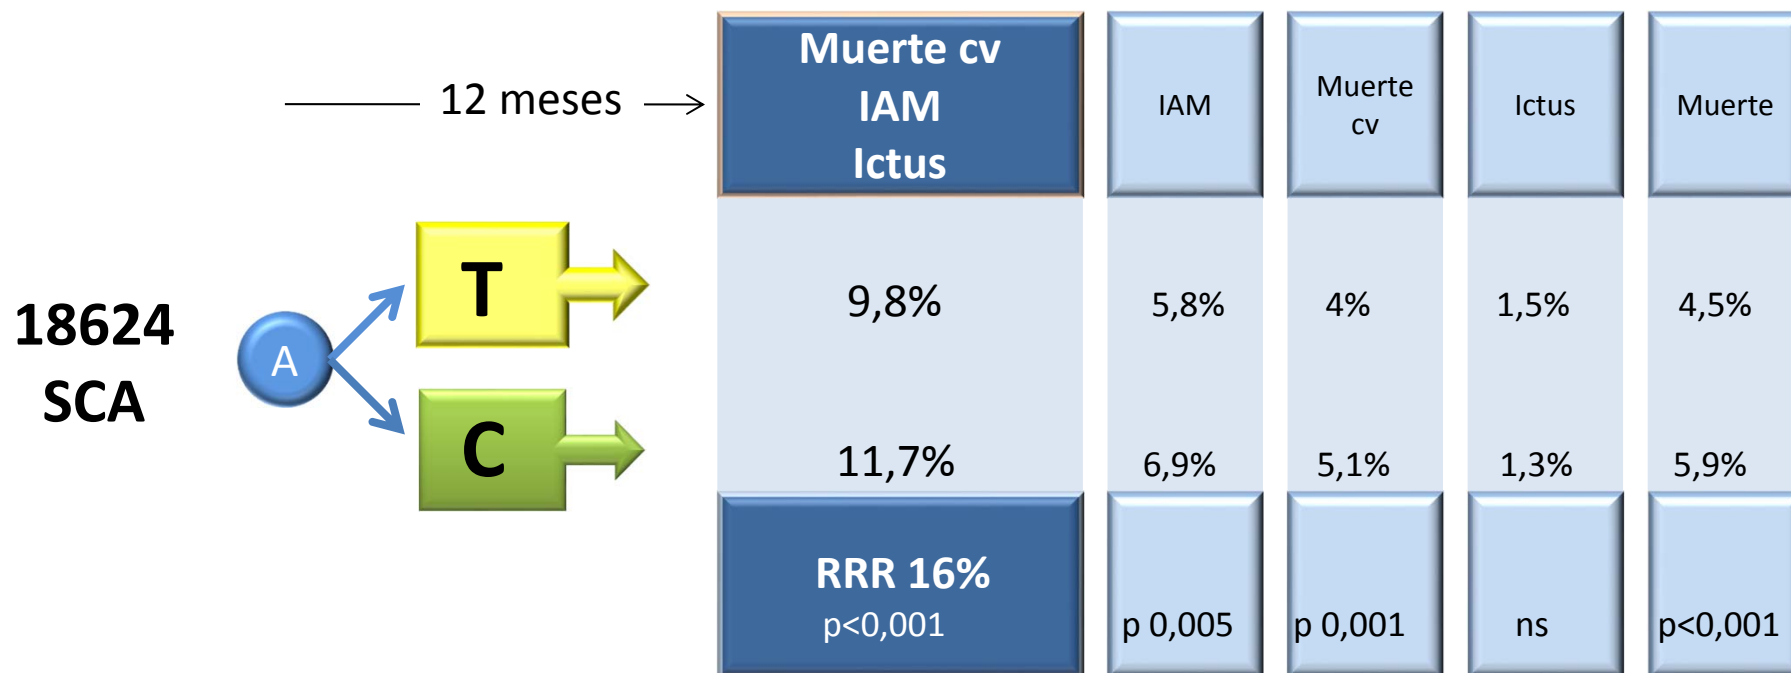 12 meses
Muerte cv
IAM
Ictus
IAM
Muerte
cv
Ictus
Muerte
18624
SCA
A
T
9,8%
5,8%
4%
1,5%
4,5%
C
11,7%
6,9%
5,1%
1,3%
5,9%
RRR 16%
p<0,001
p 0,005
p 0,001
ns
p<0,001